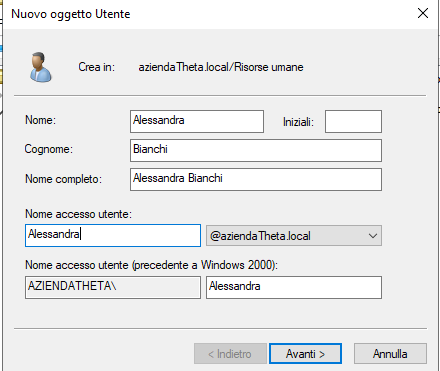 Nuovo oggetto Utente
Crea in: aziendaTheta.local/Risorse umane
Nome: Alessandra Iniziali:
Cognome: Bianchi
Nome completo: Alessandra Bianchi
Nome accesso utente:
Alessandra @aziendaTheta.local
Nome accesso utente (precedente a Windows 2000):
AZIENDATHETA\ Alessandra
< Indietro Avanti > Annulla